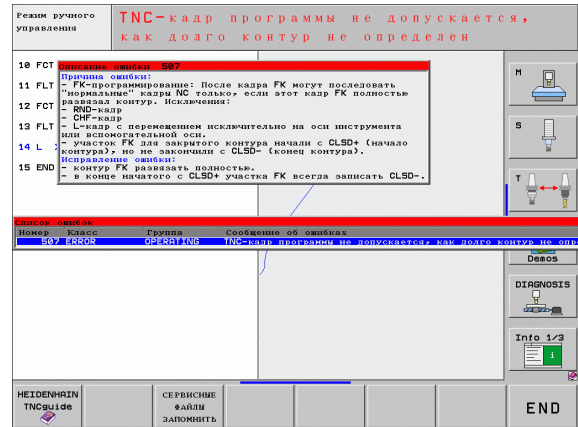 Режим ручного
управления
TNC-кадр программы не допускается,
как долго контур не определен
10 FCT
Описание ошибки 507
Причина ошибки:
11 FLT
- FK-программирование: После кадра FK могут последовать
"нормальные" кадры NC только, если этот кадр FK полностью
развязал контур. Исключения:
12 FCT
- RND-кадр
- CHF-кадр
13 FLT
- L-кадр с перемещением исключительно на оси инструмента
или вспомогательной оси.
- участок FK для закрытого контура начали с CLSD+ (начало
контура), но не закончили с CLSD- (конец контура).
14 L
Исправление ошибки:
15 END
- контур FK развязать полностью.
- в конце начатого с CLSD+ участка FK всегда записать CLSD-.
M
S
T
Список ошибок
Номер Класс Группа Сообщение об ошибках
507 ERROR OPERATING TNC-кадр программы не допускается, как долго контур не опр
Demos
DIAGNOSIS
Info 1/3
i
HEIDENHAIN
TNCguide
СЕРВИСНЫЕ
ФАЙЛЫ
ЗАПОМНИТЬ
END